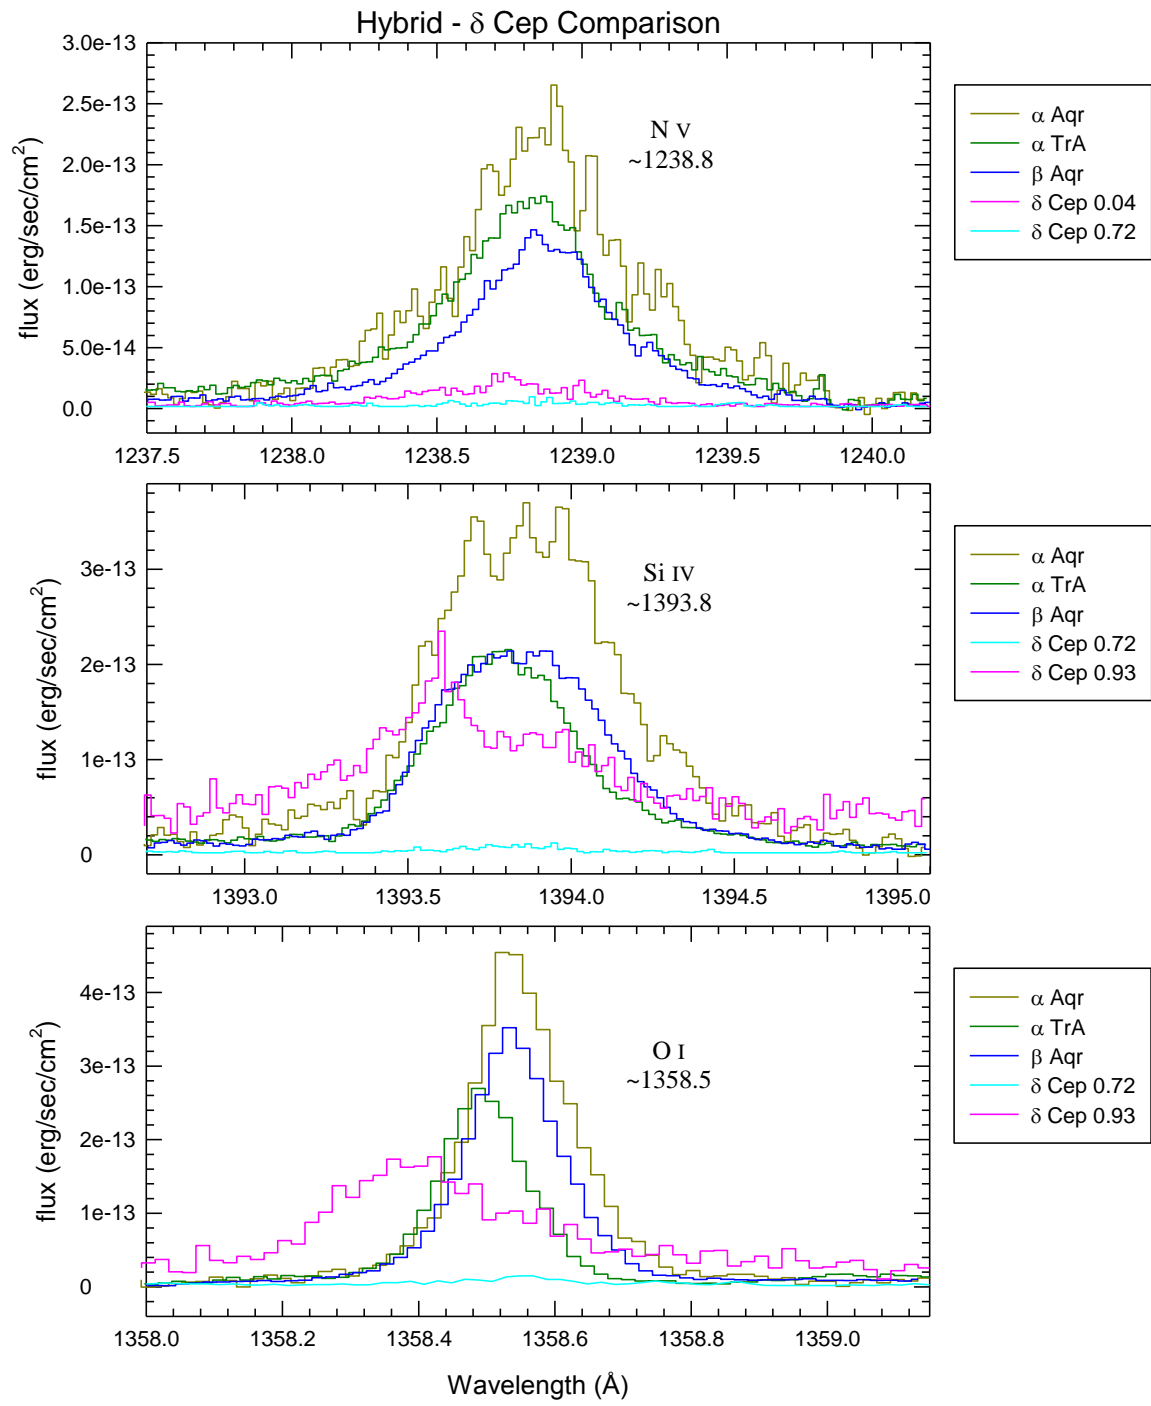 Hybrid - δ Cep Comparison
3.0e-13
2.5e-13
2.0e-13
1.5e-13
1.0e-13
5.0e-14
0.0
flux (erg/sec/cm²)
N V
~1238.8
1237.5 1238.0 1238.5 1239.0 1239.5 1240.0
α Aqr
α TrA
β Aqr
δ Cep 0.04
δ Cep 0.72
3e-13
2e-13
1e-13
0
flux (erg/sec/cm²)
Si IV
~1393.8
1393.0 1393.5 1394.0 1394.5 1395.0
α Aqr
α TrA
β Aqr
δ Cep 0.72
δ Cep 0.93
4e-13
3e-13
2e-13
1e-13
0
flux (erg/sec/cm²)
O I
~1358.5
1358.0 1358.2 1358.4 1358.6 1358.8 1359.0
α Aqr
α TrA
β Aqr
δ Cep 0.72
δ Cep 0.93
Wavelength (Å)